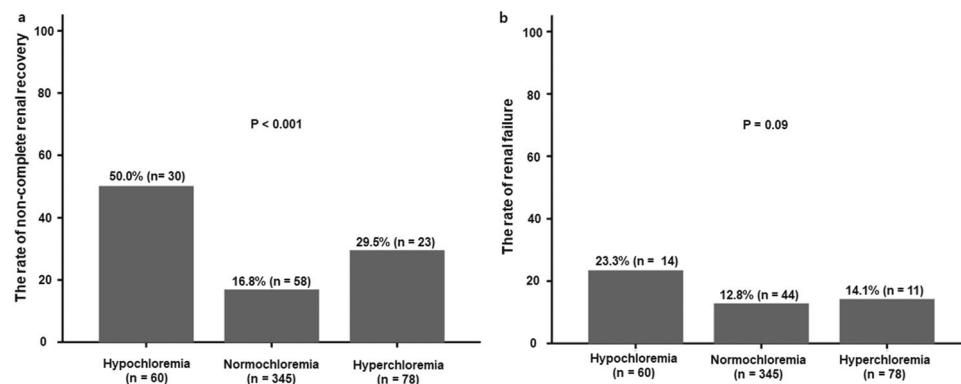 a
The rate of non-complete renal recovery
100
80
60
40
20
0
P < 0.001
50.0% (n= 30)
16.8% (n = 58)
29.5% (n = 23)
Hypochloremia
(n = 60)
Normochloremia
(n = 345)
Hyperchloremia
(n = 78)
b
The rate of renal failure
100
80
60
40
20
0
P = 0.09
23.3% (n = 14)
12.8% (n = 44)
14.1% (n = 11)
Hypochloremia
(n = 60)
Normochloremia
(n = 345)
Hyperchloremia
(n = 78)